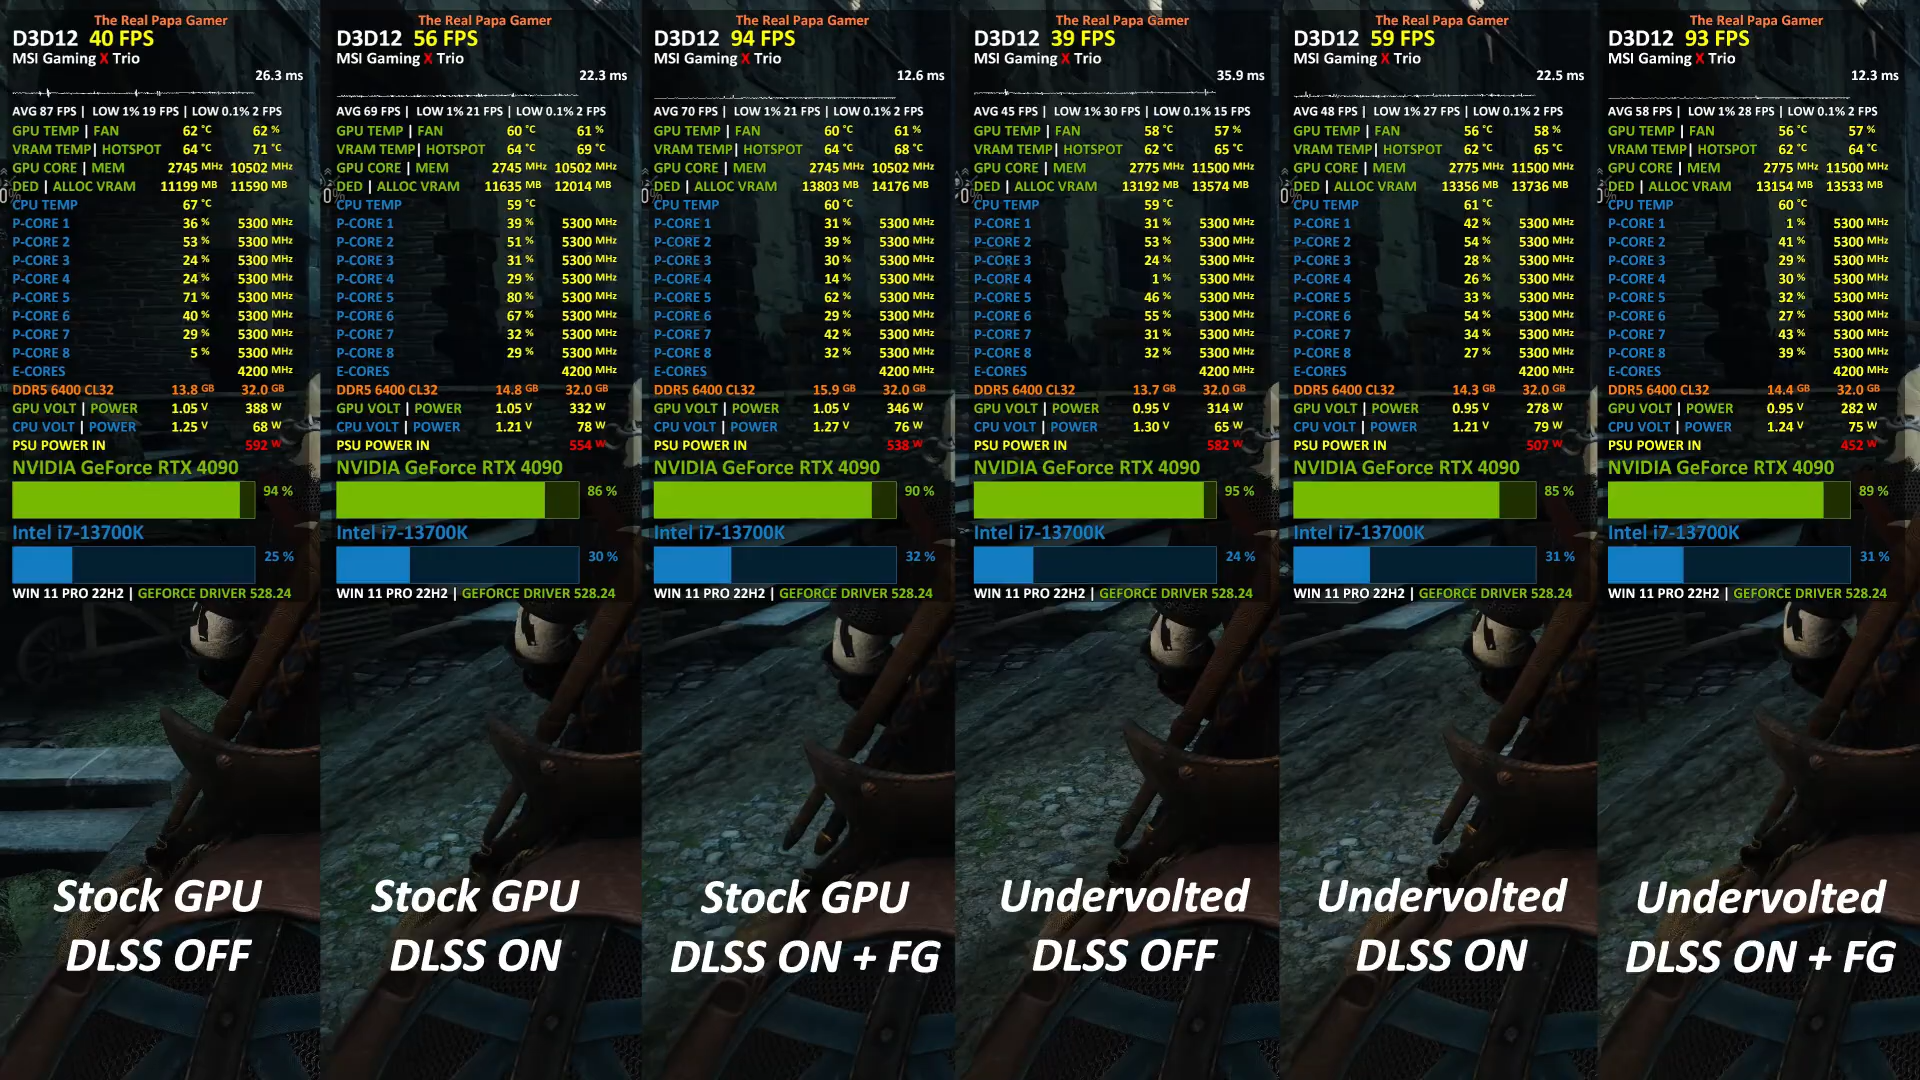 The Real Papa Gamer
D3D12 40 FPS
MSI Gaming X Trio
26.3 ms
AVG 87 FPS | LOW 1% 19 FPS | LOW 0.1% 2 FPS
GPU TEMP | FAN 62 °C 62 %
VRAM TEMP | HOTSPOT 64 °C 71 °C
GPU CORE | MEM 2745 MHz 10502 MHz
DED | ALLOC VRAM 11199 MB 11590 MB
CPU TEMP 67 °C
P-CORE 1 36 % 5300 MHz
P-CORE 2 53 % 5300 MHz
P-CORE 3 24 % 5300 MHz
P-CORE 4 24 % 5300 MHz
P-CORE 5 71 % 5300 MHz
P-CORE 6 40 % 5300 MHz
P-CORE 7 29 % 5300 MHz
P-CORE 8 5 % 5300 MHz
E-CORES 4200 MHz
DDR5 6400 CL32 13.8 GB 32.0 GB
GPU VOLT | POWER 1.05 V 388 W
CPU VOLT | POWER 1.25 V 68 W
PSU POWER IN 592 W
NVIDIA GeForce RTX 4090
94 %
Intel i7-13700K
25 %
WIN 11 PRO 22H2 | GEFORCE DRIVER 528.24
Stock GPU
DLSS OFF
The Real Papa Gamer
D3D12 56 FPS
MSI Gaming X Trio
22.3 ms
AVG 69 FPS | LOW 1% 21 FPS | LOW 0.1% 2 FPS
GPU TEMP | FAN 60 °C 61 %
VRAM TEMP | HOTSPOT 64 °C 69 °C
GPU CORE | MEM 2745 MHz 10502 MHz
DED | ALLOC VRAM 11635 MB 12014 MB
CPU TEMP 59 °C
P-CORE 1 39 % 5300 MHz
P-CORE 2 51 % 5300 MHz
P-CORE 3 31 % 5300 MHz
P-CORE 4 29 % 5300 MHz
P-CORE 5 80 % 5300 MHz
P-CORE 6 67 % 5300 MHz
P-CORE 7 32 % 5300 MHz
P-CORE 8 29 % 5300 MHz
E-CORES 4200 MHz
DDR5 6400 CL32 14.8 GB 32.0 GB
GPU VOLT | POWER 1.05 V 332 W
CPU VOLT | POWER 1.21 V 78 W
PSU POWER IN 554 W
NVIDIA GeForce RTX 4090
86 %
Intel i7-13700K
30 %
WIN 11 PRO 22H2 | GEFORCE DRIVER 528.24
Stock GPU
DLSS ON
The Real Papa Gamer
D3D12 94 FPS
MSI Gaming X Trio
12.6 ms
AVG 70 FPS | LOW 1% 21 FPS | LOW 0.1% 2 FPS
GPU TEMP | FAN 60 °C 61 %
VRAM TEMP | HOTSPOT 64 °C 68 °C
GPU CORE | MEM 2745 MHz 10502 MHz
DED | ALLOC VRAM 13803 MB 14176 MB
CPU TEMP 60 °C
P-CORE 1 31 % 5300 MHz
P-CORE 2 39 % 5300 MHz
P-CORE 3 30 % 5300 MHz
P-CORE 4 14 % 5300 MHz
P-CORE 5 62 % 5300 MHz
P-CORE 6 29 % 5300 MHz
P-CORE 7 42 % 5300 MHz
P-CORE 8 32 % 5300 MHz
E-CORES 4200 MHz
DDR5 6400 CL32 15.9 GB 32.0 GB
GPU VOLT | POWER 1.05 V 346 W
CPU VOLT | POWER 1.27 V 76 W
PSU POWER IN 538 W
NVIDIA GeForce RTX 4090
90 %
Intel i7-13700K
32 %
WIN 11 PRO 22H2 | GEFORCE DRIVER 528.24
Stock GPU
DLSS ON + FG
The Real Papa Gamer
D3D12 39 FPS
MSI Gaming X Trio
35.9 ms
AVG 45 FPS | LOW 1% 30 FPS | LOW 0.1% 15 FPS
GPU TEMP | FAN 58 °C 57 %
VRAM TEMP | HOTSPOT 62 °C 65 °C
GPU CORE | MEM 2775 MHz 11500 MHz
DED | ALLOC VRAM 13192 MB 13574 MB
CPU TEMP 59 °C
P-CORE 1 31 % 5300 MHz
P-CORE 2 53 % 5300 MHz
P-CORE 3 24 % 5300 MHz
P-CORE 4 1 % 5300 MHz
P-CORE 5 46 % 5300 MHz
P-CORE 6 55 % 5300 MHz
P-CORE 7 31 % 5300 MHz
P-CORE 8 32 % 5300 MHz
E-CORES 4200 MHz
DDR5 6400 CL32 13.7 GB 32.0 GB
GPU VOLT | POWER 0.95 V 314 W
CPU VOLT | POWER 1.30 V 65 W
PSU POWER IN 582 W
NVIDIA GeForce RTX 4090
95 %
Intel i7-13700K
24 %
WIN 11 PRO 22H2 | GEFORCE DRIVER 528.24
Undervolted
DLSS OFF
The Real Papa Gamer
D3D12 59 FPS
MSI Gaming X Trio
22.5 ms
AVG 48 FPS | LOW 1% 27 FPS | LOW 0.1% 2 FPS
GPU TEMP | FAN 56 °C 58 %
VRAM TEMP | HOTSPOT 62 °C 65 °C
GPU CORE | MEM 2775 MHz 11500 MHz
DED | ALLOC VRAM 13356 MB 13736 MB
CPU TEMP 61 °C
P-CORE 1 42 % 5300 MHz
P-CORE 2 54 % 5300 MHz
P-CORE 3 28 % 5300 MHz
P-CORE 4 26 % 5300 MHz
P-CORE 5 33 % 5300 MHz
P-CORE 6 54 % 5300 MHz
P-CORE 7 34 % 5300 MHz
P-CORE 8 27 % 5300 MHz
E-CORES 4200 MHz
DDR5 6400 CL32 14.3 GB 32.0 GB
GPU VOLT | POWER 0.95 V 278 W
CPU VOLT | POWER 1.21 V 79 W
PSU POWER IN 507 W
NVIDIA GeForce RTX 4090
85 %
Intel i7-13700K
31 %
WIN 11 PRO 22H2 | GEFORCE DRIVER 528.24
Undervolted
DLSS ON
The Real Papa Gamer
D3D12 93 FPS
MSI Gaming X Trio
12.3 ms
AVG 58 FPS | LOW 1% 28 FPS | LOW 0.1% 2 FPS
GPU TEMP | FAN 56 °C 57 %
VRAM TEMP | HOTSPOT 62 °C 64 °C
GPU CORE | MEM 2775 MHz 11500 MHz
DED | ALLOC VRAM 13154 MB 13533 MB
CPU TEMP 60 °C
P-CORE 1 1 % 5300 MHz
P-CORE 2 41 % 5300 MHz
P-CORE 3 29 % 5300 MHz
P-CORE 4 30 % 5300 MHz
P-CORE 5 32 % 5300 MHz
P-CORE 6 27 % 5300 MHz
P-CORE 7 43 % 5300 MHz
P-CORE 8 39 % 5300 MHz
E-CORES 4200 MHz
DDR5 6400 CL32 14.4 GB 32.0 GB
GPU VOLT | POWER 0.95 V 282 W
CPU VOLT | POWER 1.24 V 75 W
PSU POWER IN 452 W
NVIDIA GeForce RTX 4090
89 %
Intel i7-13700K
31 %
WIN 11 PRO 22H2 | GEFORCE DRIVER 528.24
Undervolted
DLSS ON + FG